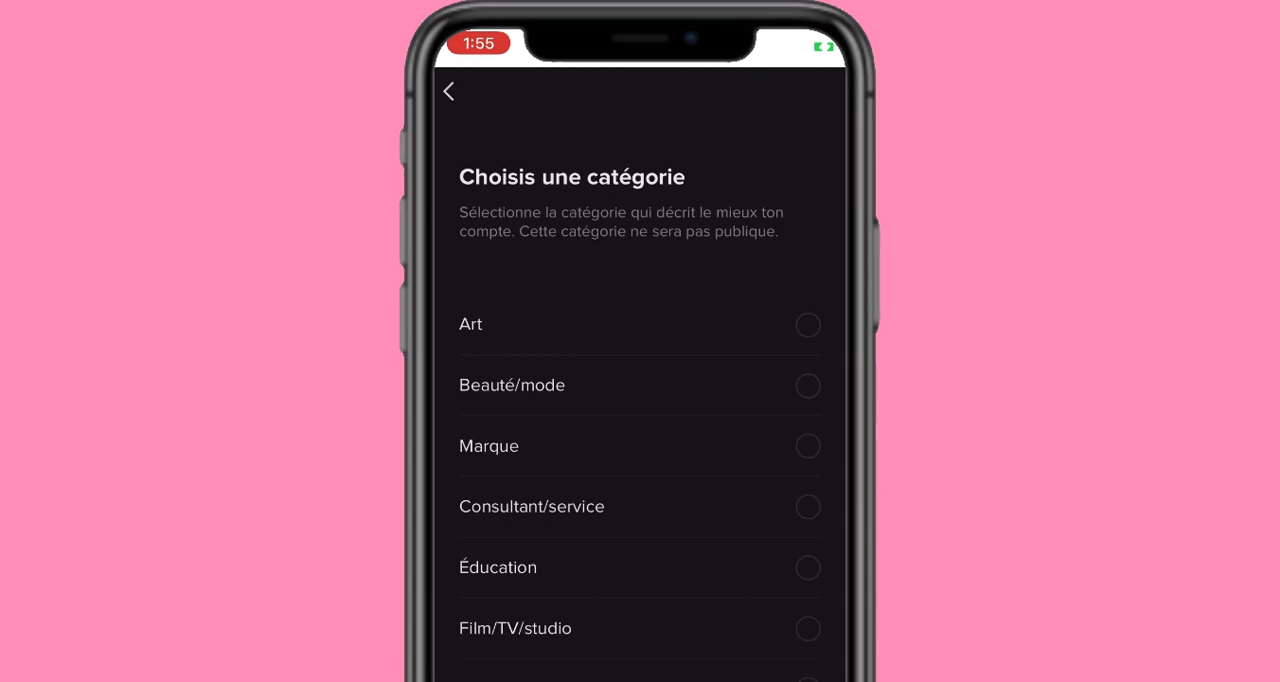 1:55
Choisis une catégorie
Sélectionne la catégorie qui décrit le mieux ton
compte. Cette catégorie ne sera pas publique.
Art
Beauté/mode
Marque
Consultant/service
Éducation
Film/TV/studio